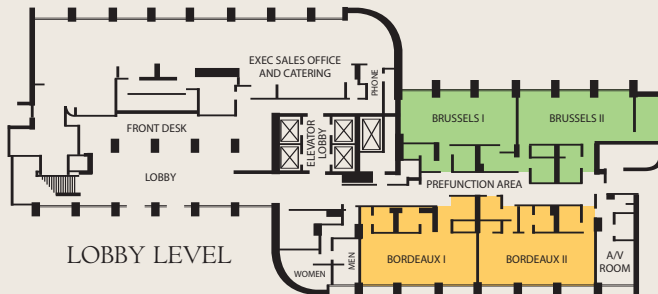 EXEC SALES OFFICE
AND CATERING
PHONE
BRUSSELS I
BRUSSELS II
FRONT DESK
ELEVATOR
LOBBY
LOBBY
PREFUNCTION AREA
LOBBY LEVEL
WOMEN
MEN
BORDEAUX I
BORDEAUX II
A/V
ROOM